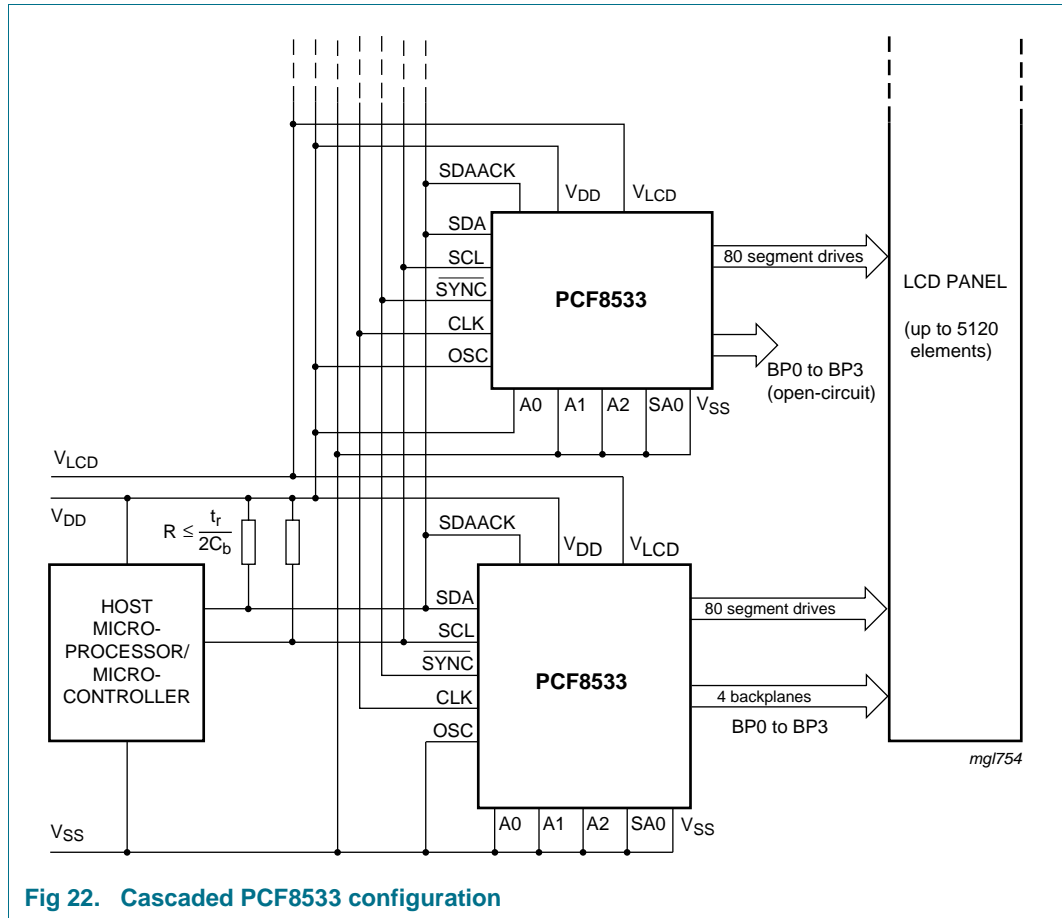 SDAACK
VDD
VLCD
SDA
SCL
SYNC
CLK
OSC
PCF8533
80 segment drives
BP0 to BP3
(open-circuit)
A0 A1 A2 SA0 VSS
LCD PANEL
(up to 5120
elements)
VLCD
VDD
R ≤ tr
2Cb
SDAACK
VDD
VLCD
HOST
MICRO-
PROCESSOR/
MICRO-
CONTROLLER
SDA
SCL
SYNC
CLK
OSC
PCF8533
80 segment drives
4 backplanes
BP0 to BP3
mgl754
A0 A1 A2 SA0 VSS
VSS
Fig 22. Cascaded PCF8533 configuration